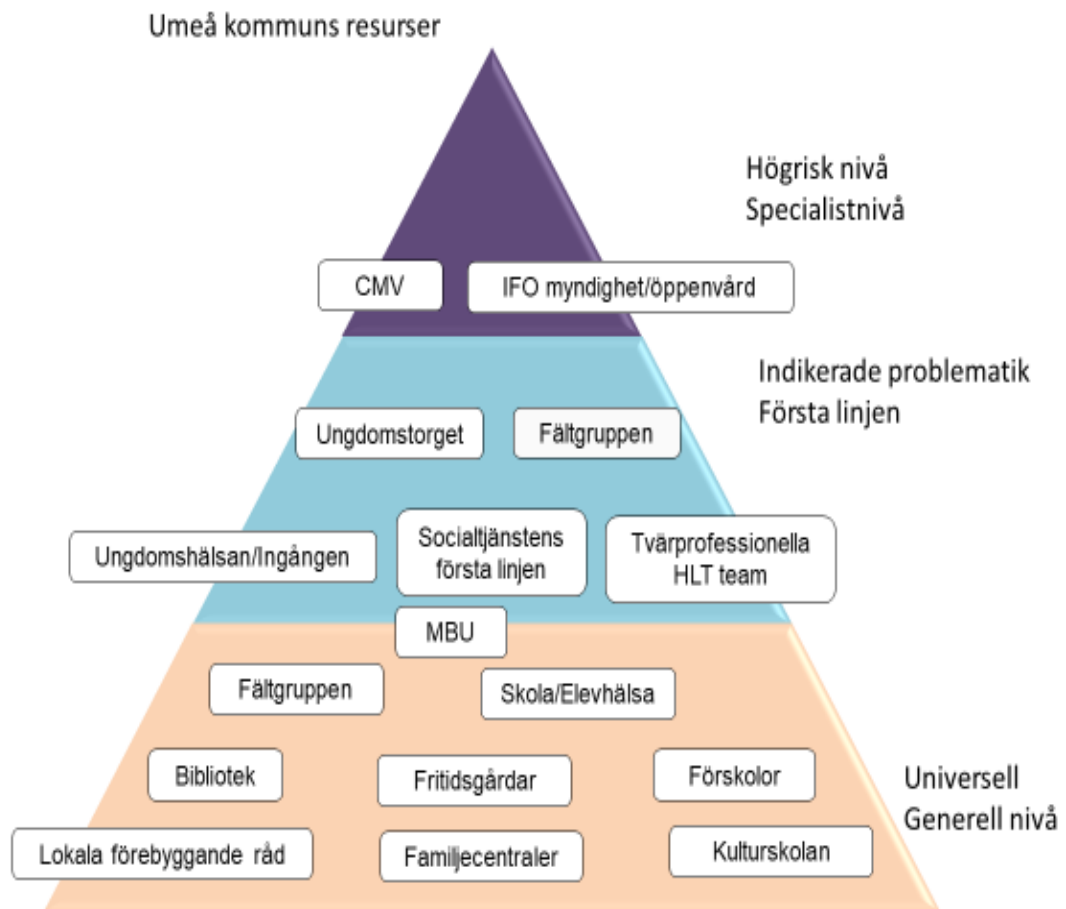 Umeå kommuns resurser
Högrisk nivå
Specialistnivå
CMV
IFO myndighet/öppenvård
Indikerade problematik
Första linjen
Ungdomstorget
Fältgruppen
Ungdomshälsan/Ingången
Socialtjänstens
första linjen
Tvärprofessionella
HLT team
MBU
Fältgruppen
Skola/Elevhälsa
Bibliotek
Fritidsgårdar
Förskolor
Universell
Generell nivå
Lokala förebyggande råd
Familjecentraler
Kulturskolan